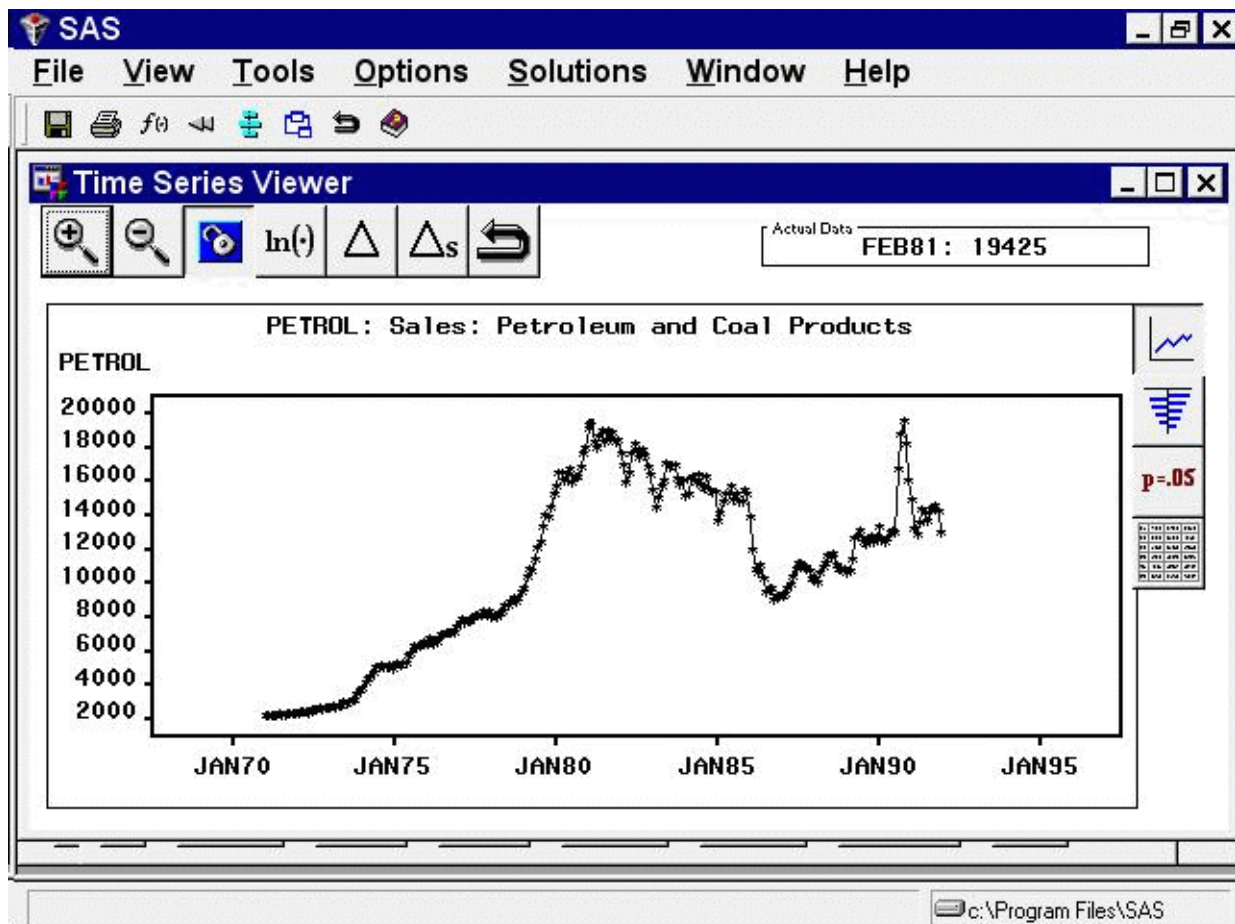 SAS
File View Tools Options Solutions Window Help
f(·)
Time Series Viewer
ln(·) Δ Δs
Actual Data
FEB81: 19425
PETROL: Sales: Petroleum and Coal Products
PETROL
20000
18000
16000
14000
12000
10000
8000
6000
4000
2000
JAN70 JAN75 JAN80 JAN85 JAN90 JAN95
p=.05
c:\Program Files\SAS